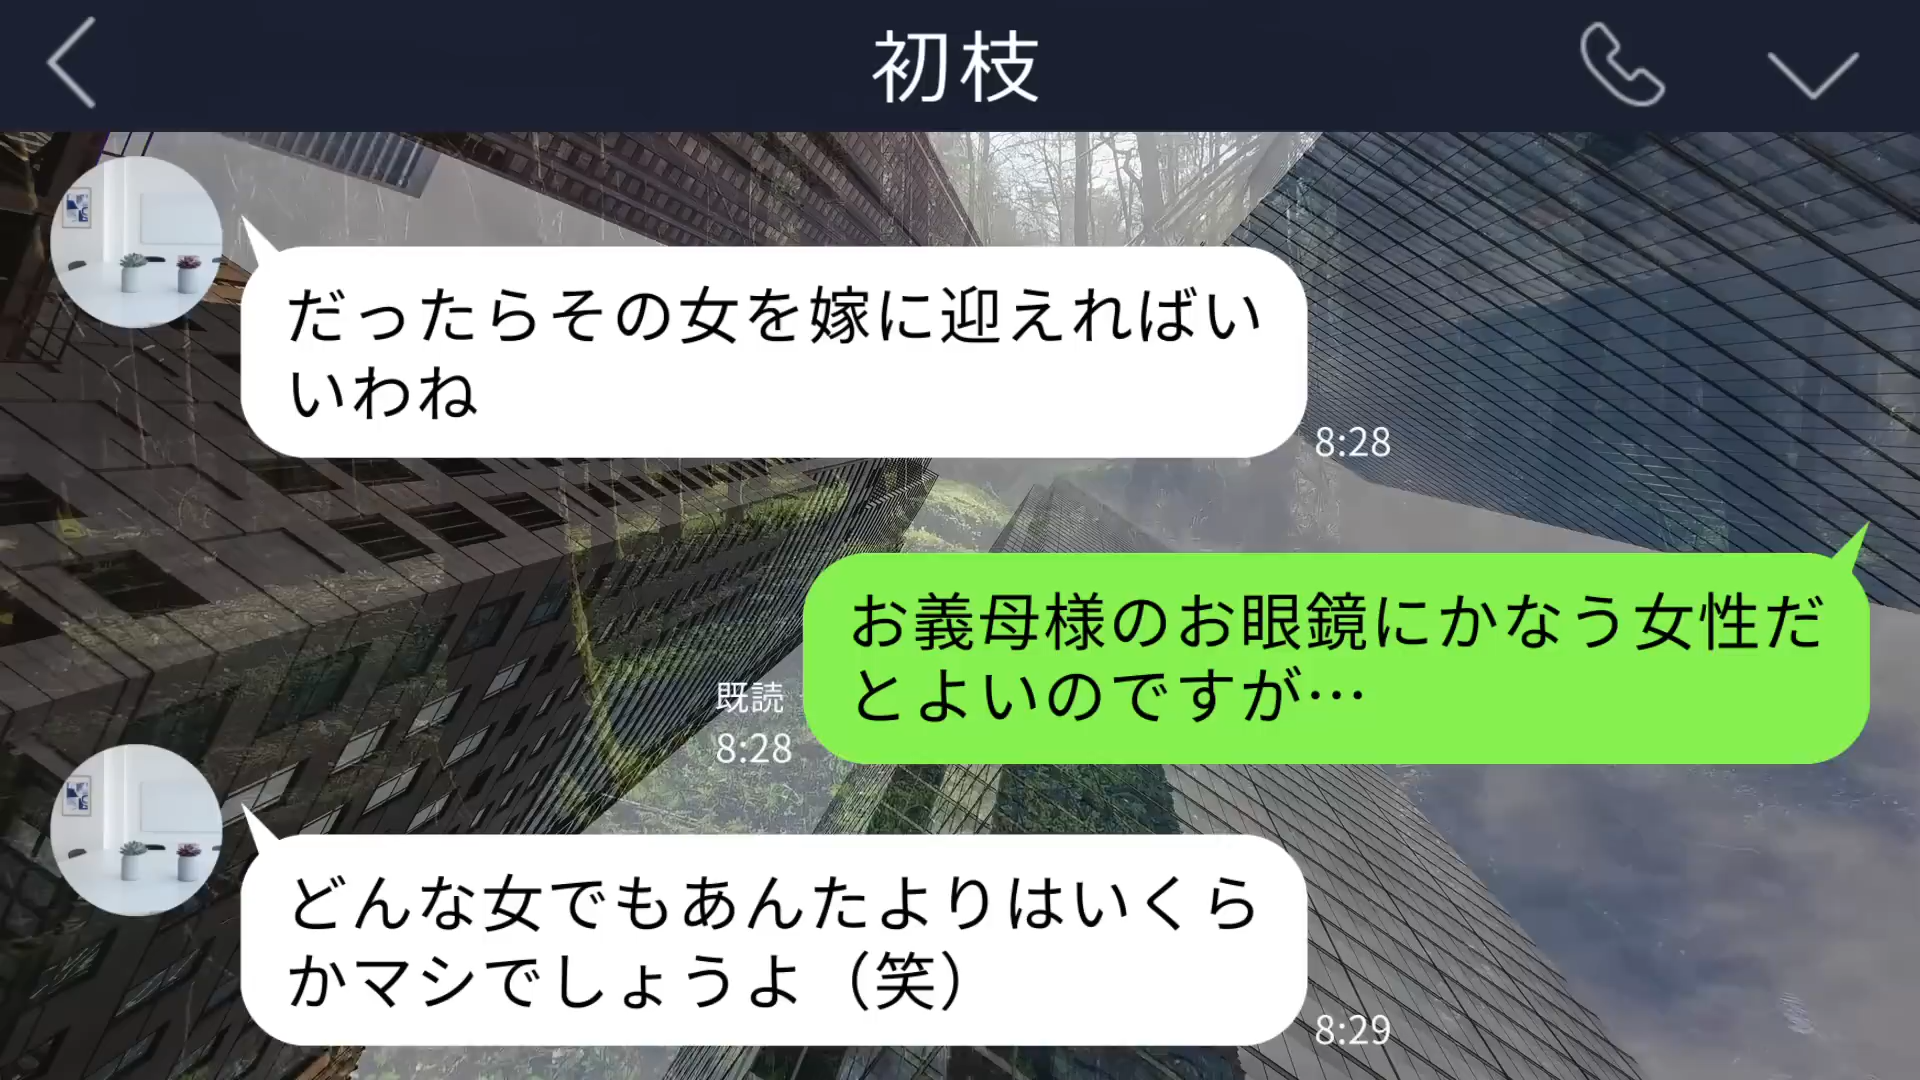 初枝
だったらその女を嫁に迎えればい
いわね
8:28
お義母様のお眼鏡にかなう女性だ
とよいのですが…
既読
8:28
どんな女でもあんたよりはいくら
かマシでしょうよ（笑）
8:29